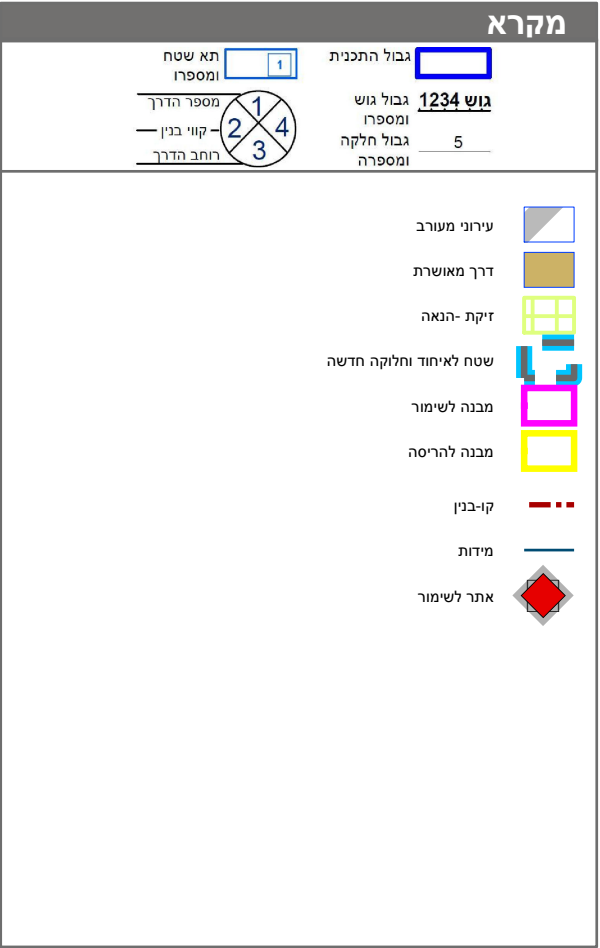 מקרא
גבול התכנית
תא שטח
ומספרו
1
גוש 1234
גבול גוש
ומספרו
5
גבול חלקה
ומספרה
מספר הדרך
קווי בנין
רוחב הדרך
1
2
4
3
עירוני מעורב
דרך מאושרת
זיקת -הנאה
שטח לאיחוד וחלוקה חדשה
מבנה לשימור
מבנה להריסה
קו-בנין
מידות
אתר לשימור